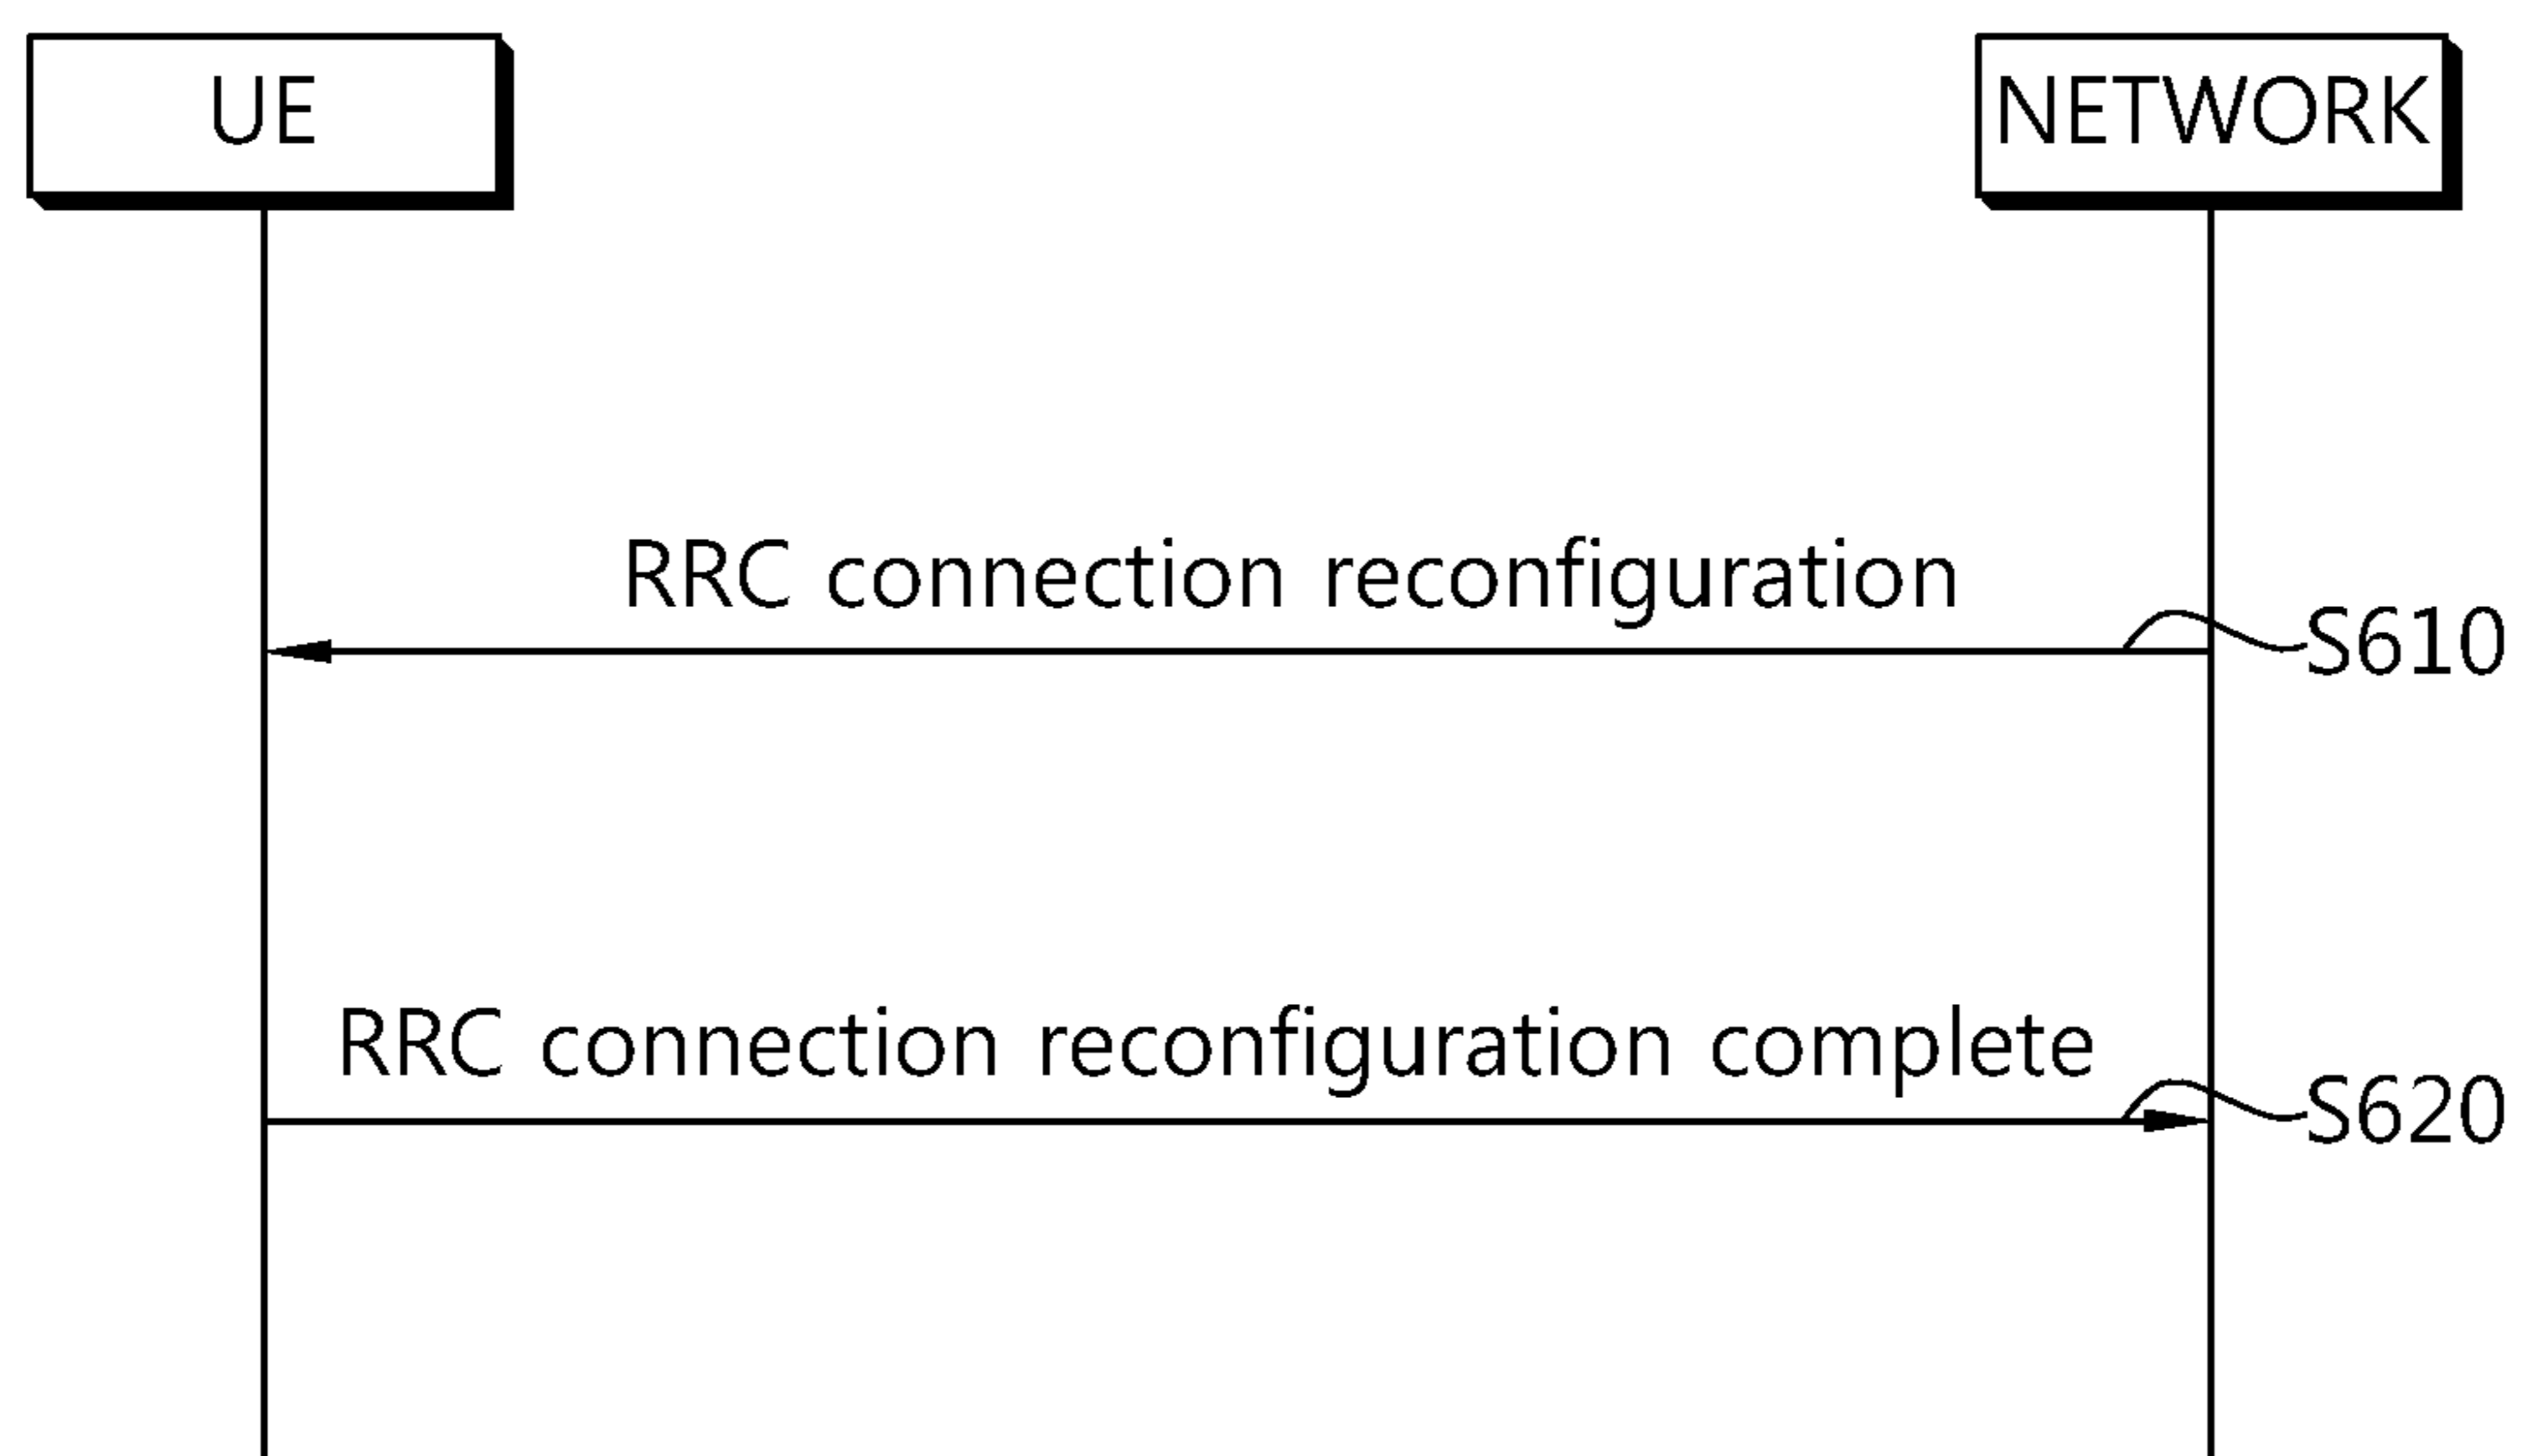 UE
NETWORK
RRC connection reconfiguration
S610
RRC connection reconfiguration complete
S620